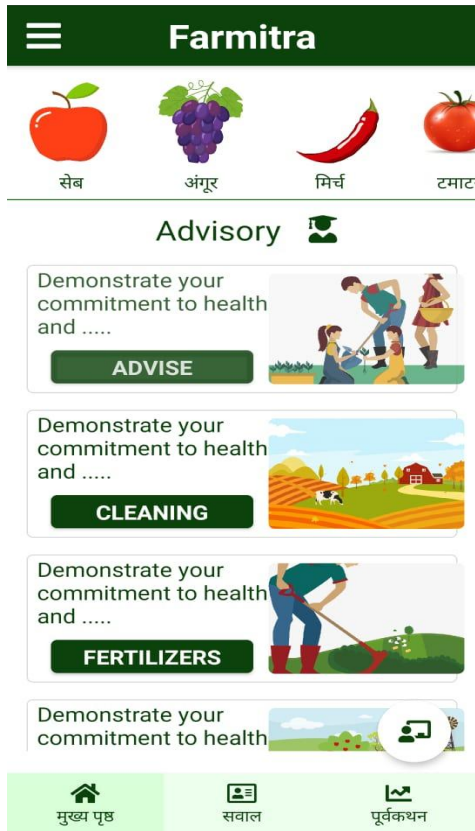 Farmitra
सेब अंगूर मिर्च
Advisory
Demonstrate your
commitment to health
and .....
ADVISE
Demonstrate your
commitment to health
and .....
CLEANING
Demonstrate your
commitment to health
and .....
FERTILIZERS
Demonstrate your
commitment to health
मुख्य पृष्ठ सवाल पूर्वकथन